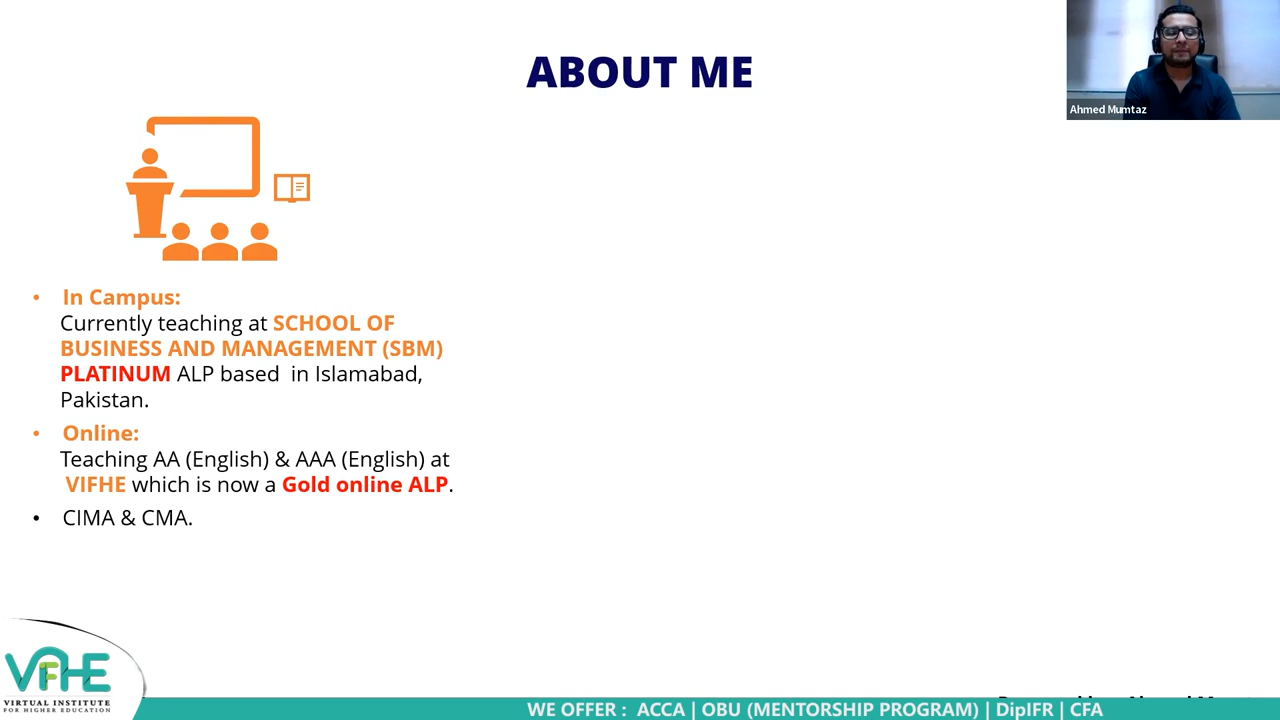 ABOUT ME
Ahmed Mumtaz
• In Campus:
Currently teaching at SCHOOL OF
BUSINESS AND MANAGEMENT (SBM)
PLATINUM ALP based in Islamabad,
Pakistan.
• Online:
Teaching AA (English) & AAA (English) at
VIFHE which is now a Gold online ALP.
• CIMA & CMA.
VIFHE
VIRTUAL INSTITUTE
FOR HIGHER EDUCATION
WE OFFER : ACCA | OBU (MENTORSHIP PROGRAM) | DipIFR | CFA